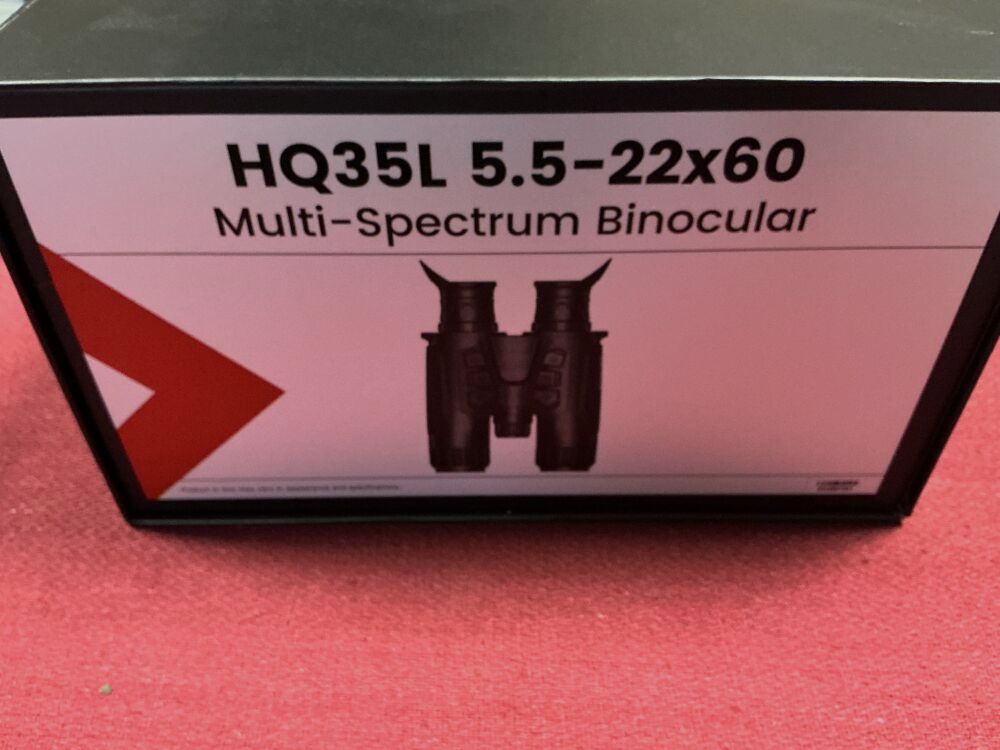 HQ35L 5.5-22x60
Multi-Spectrum Binocular